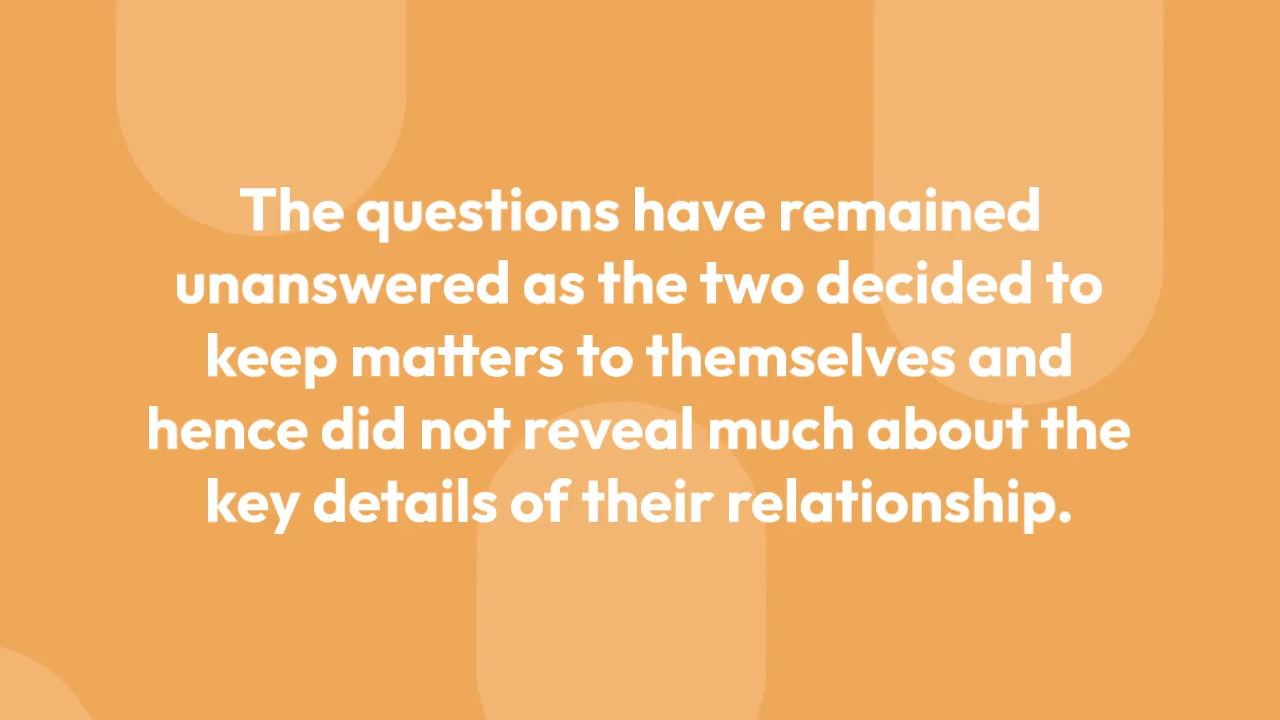 The questions have remained
unanswered as the two decided to
keep matters to themselves and
hence did not reveal much about the
key details of their relationship.